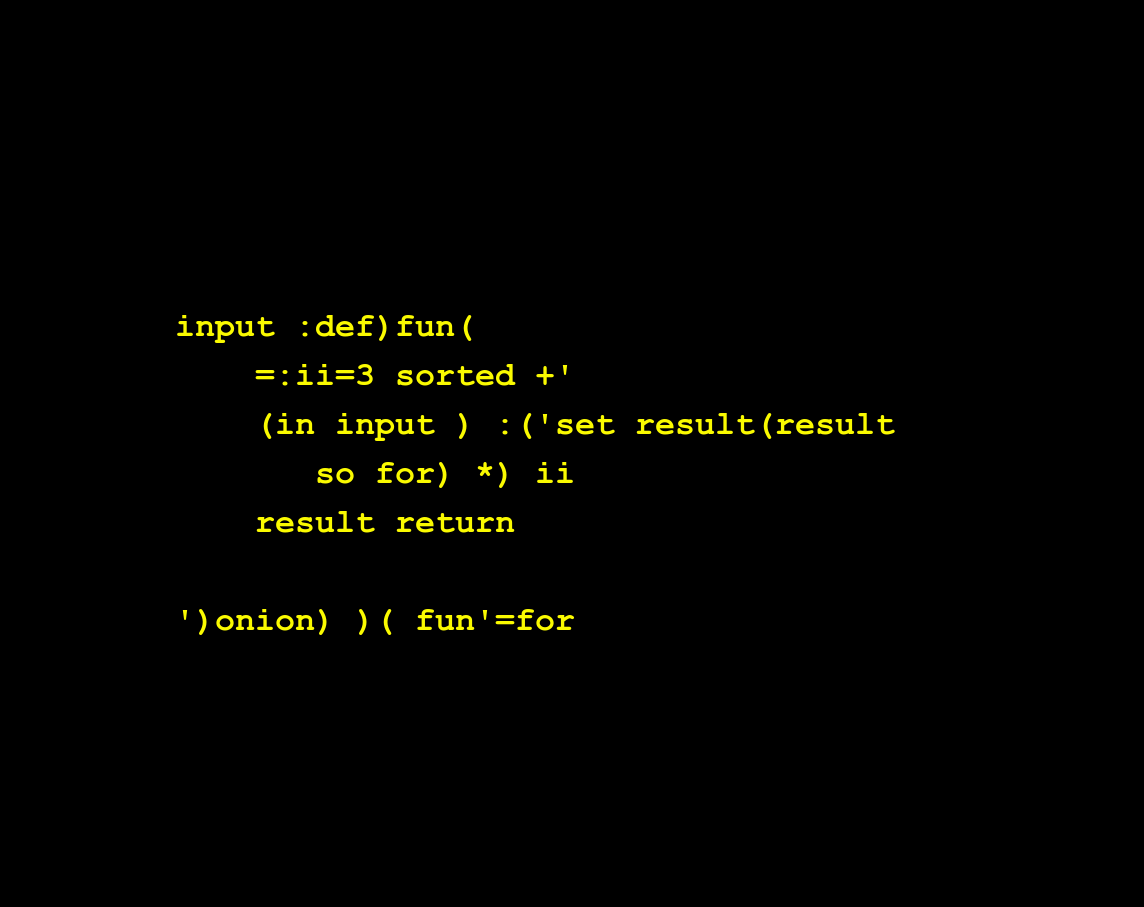 input :def)fun(
    =:ii=3 sorted +'
    (in input ) :('set result(result
       so for) *) ii
    result return

')onion) )( fun'=for